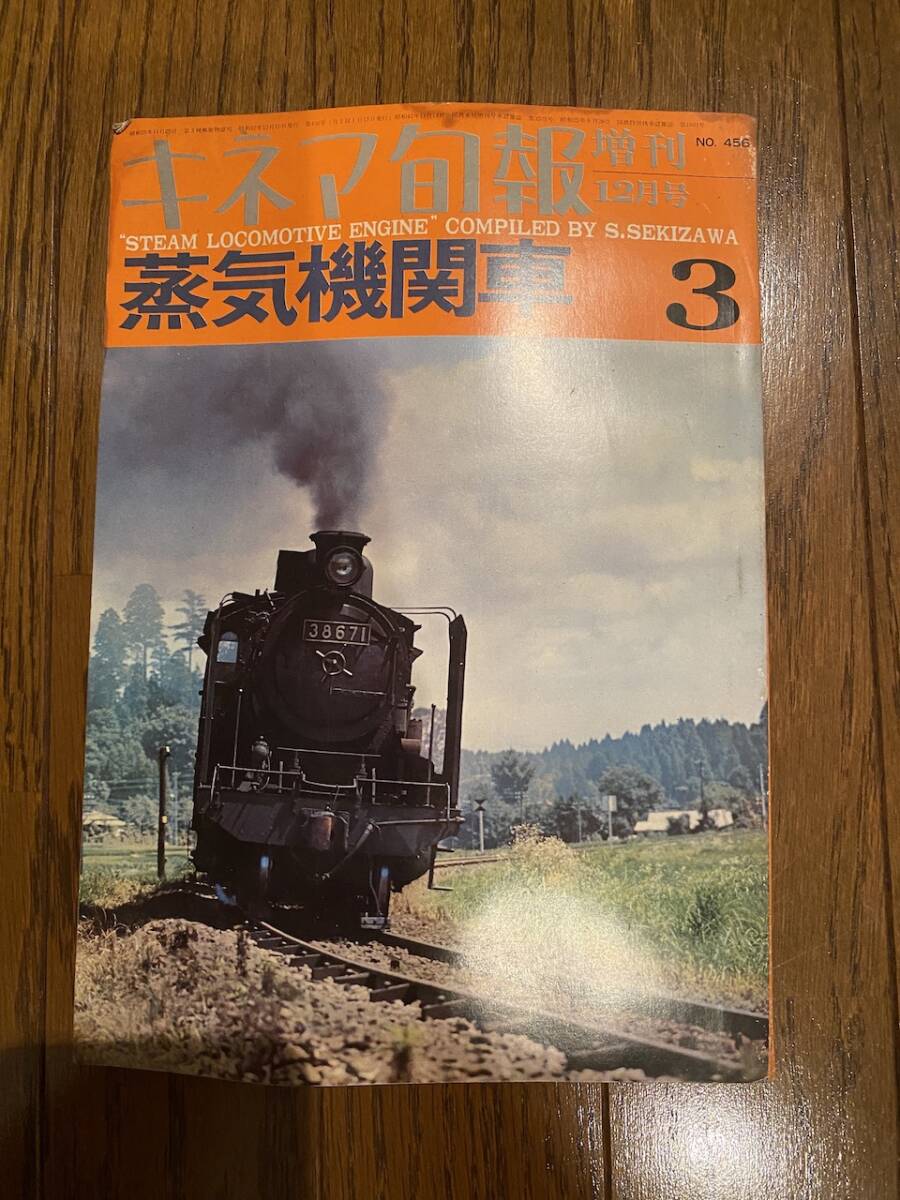 キネマ旬報 増刊 NO. 456
12月号
"STEAM LOCOMOTIVE ENGINE" COMPILED BY S.SEKIZAWA
蒸気機関車 3
38671